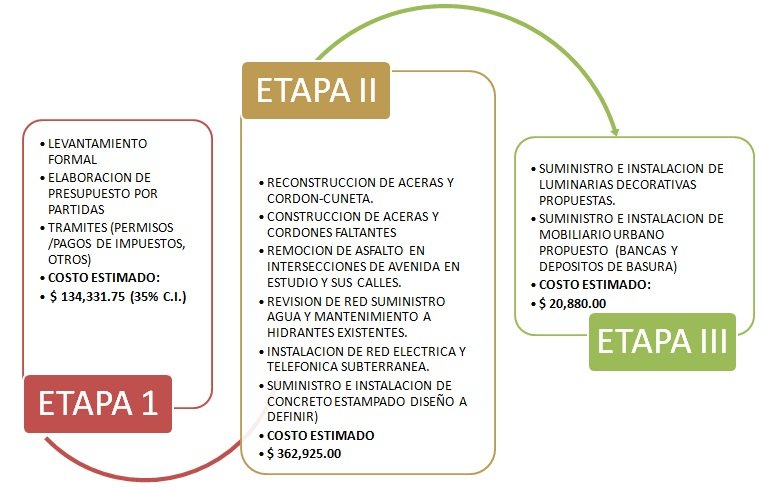 ETAPA 1
• LEVANTAMIENTO
FORMAL
• ELABORACION DE
PRESUPUESTO POR
PARTIDAS
• TRAMITES (PERMISOS
/PAGOS DE IMPUESTOS,
OTROS)
• COSTO ESTIMADO:
• $ 134,331.75 (35% C.I.)
ETAPA II
• RECONSTRUCCION DE ACERAS Y
CORDON-CUNETA.
• CONSTRUCCION DE ACERAS Y
CORDONES FALTANTES
• REMOCION DE ASFALTO EN
INTERSECCIONES DE AVENIDA EN
ESTUDIO Y SUS CALLES.
• REVISION DE RED SUMINISTRO
AGUA Y MANTENIMIENTO A
HIDRANTES EXISTENTES.
• INSTALACION DE RED ELECTRICA Y
TELEFONICA SUBTERRANEA.
• SUMINISTRO E INSTALACION DE
CONCRETO ESTAMPADO DISEÑO A
DEFINIR)
• COSTO ESTIMADO
• $ 362,925.00
• SUMINISTRO E INSTALACION DE
LUMINARIAS DECORATIVAS
PROPUESTAS.
• SUMINISTRO E INSTALACION DE
MOBILIARIO URBANO
PROPUESTO (BANCAS Y
DEPOSITOS DE BASURA)
• COSTO ESTIMADO:
• $ 20,880.00
ETAPA III